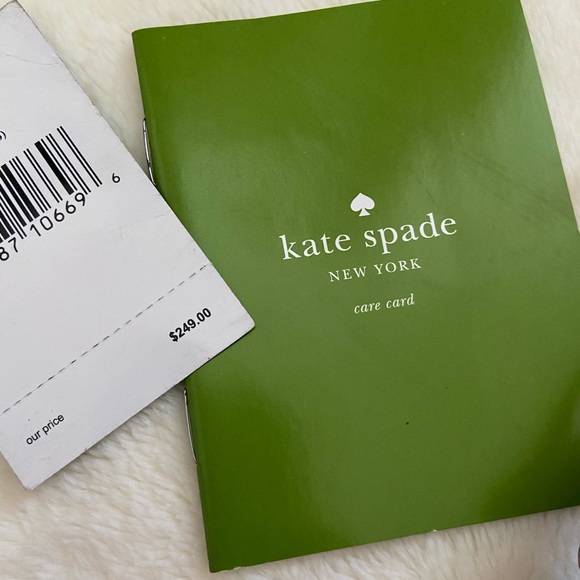 87 10669 6
$249.00
our price
kate spade
NEW YORK
care card